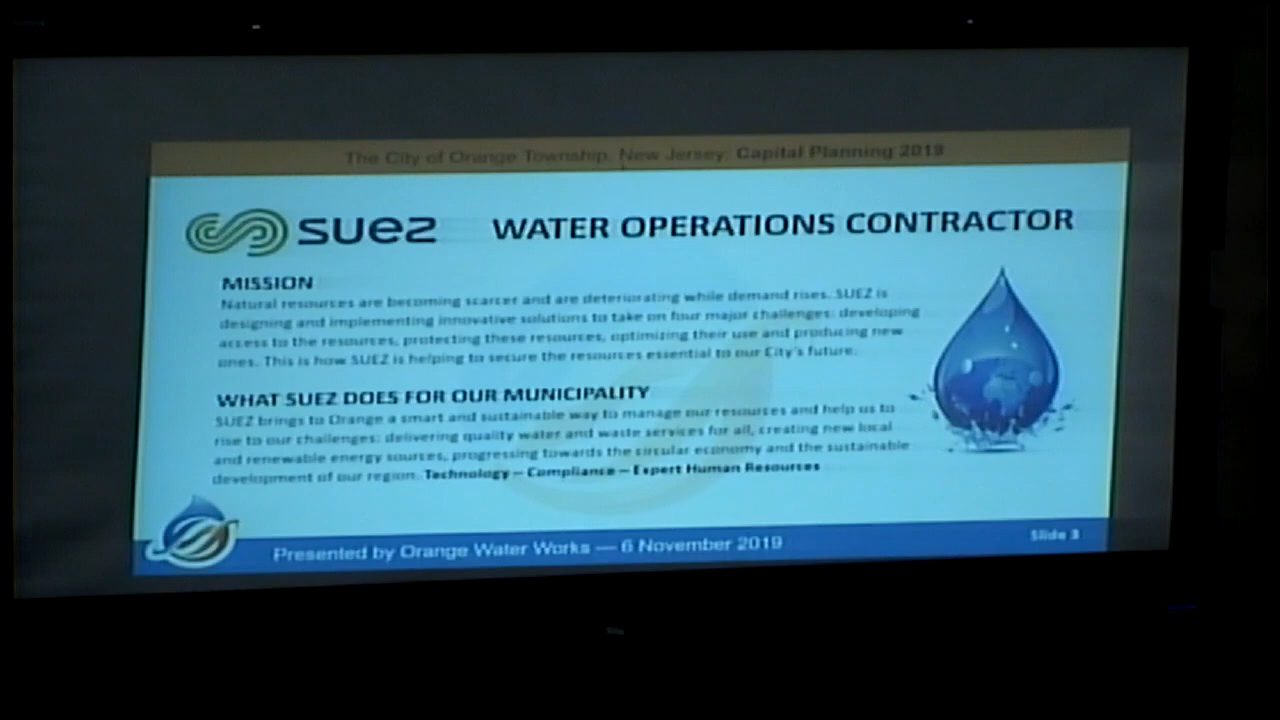 The City of Orange Township, New Jersey: Capital Planning 2019
suez WATER OPERATIONS CONTRACTOR
MISSION
Natural resources are becoming scarcer and are deteriorating while demand rises. SUEZ is
designing and implementing innovative solutions to take on four major challenges: developing
access to the resources, protecting these resources, optimizing their use and producing new
ones. This is how SUEZ is helping to secure the resources essential to our City's future.
WHAT SUEZ DOES FOR OUR MUNICIPALITY
SUEZ brings to Orange a smart and sustainable way to manage our resources and help us to
rise to our challenges: delivering quality water and waste services for all, creating new local
and renewable energy sources, progressing towards the circular economy and the sustainable
development of our region. Technology – Compliance – Expert Human Resources
Presented by Orange Water Works — 6 November 2019
Slide 3